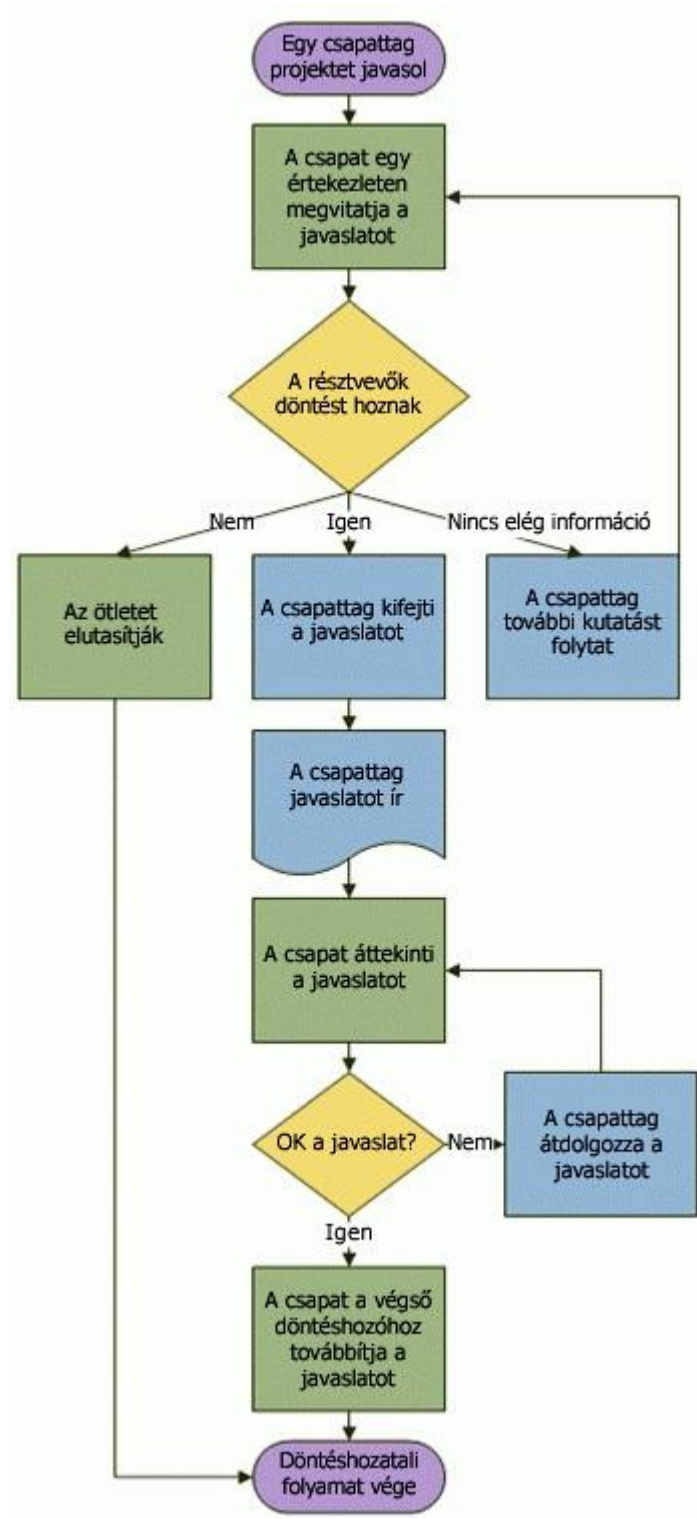 Egy csapattag
projektet javasol
A csapat egy
értekezleten
megvitatja a
javaslatot
A résztvevők
döntést hoznak
Nem
Igen
Nincs elég információ
Az ötletet
elutasítják
A csapattag kifejti
a javaslatot
A csapattag
további kutatást
folytat
A csapattag
javaslatot ír
A csapat áttekinti
a javaslatot
OK a javaslat?
Nem
A csapattag
átdolgozza a
javaslatot
Igen
A csapat a végső
döntéshozóhoz
továbbítja a
javaslatot
Döntéshozatali
folyamat vége